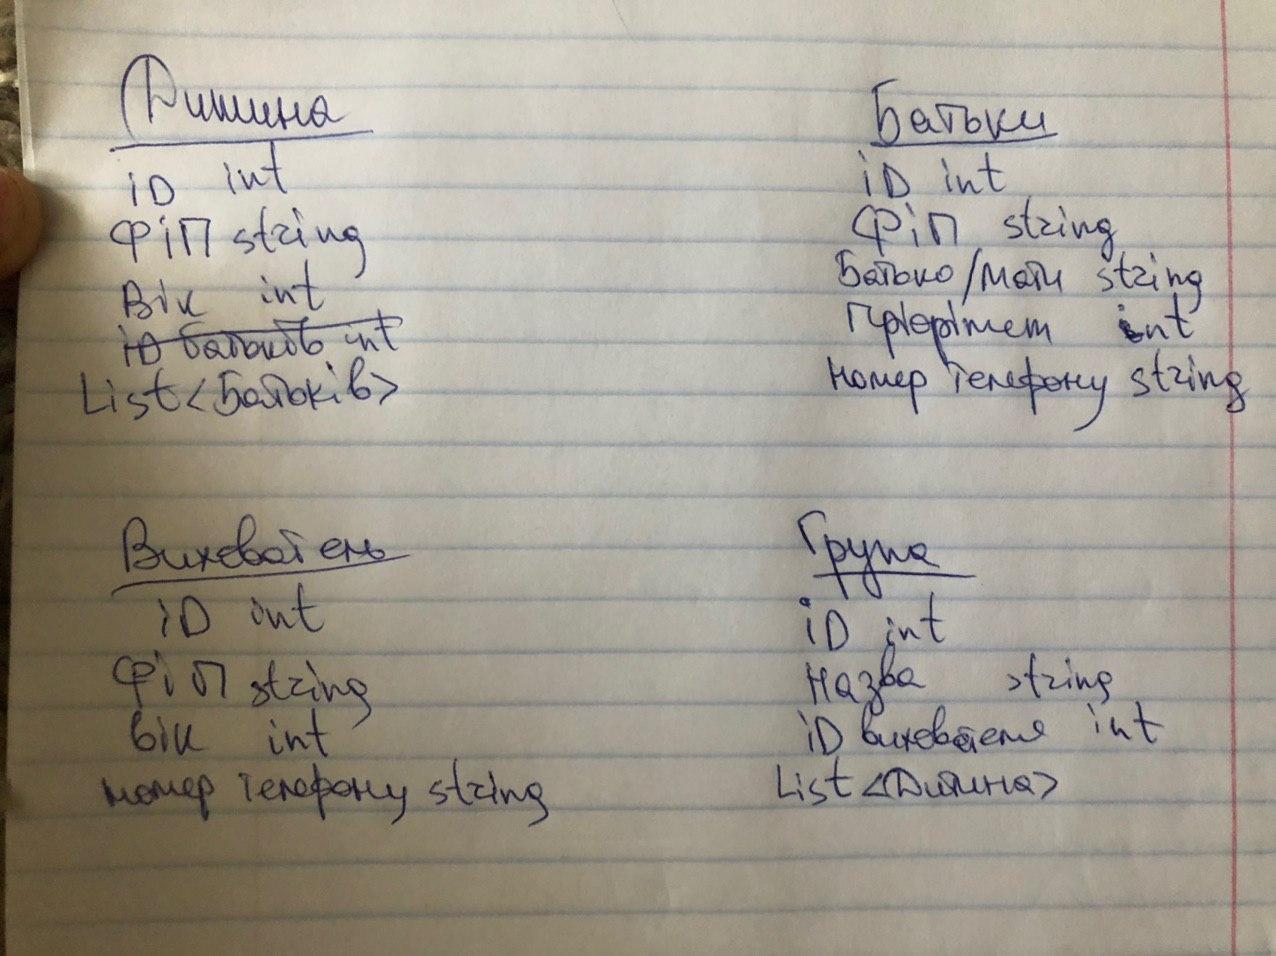 Дитина
iD int
ФіП string
Вік int
iD батьків int
List<Батьків>
Батьки
iD int
ФіП string
Батько/Мати string
Пріорітет int
номер телефону string
Вихователь
iD int
ФіП string
вік int
номер телефону string
Група
iD int
Назва string
iD вихователя int
List<Дитина>